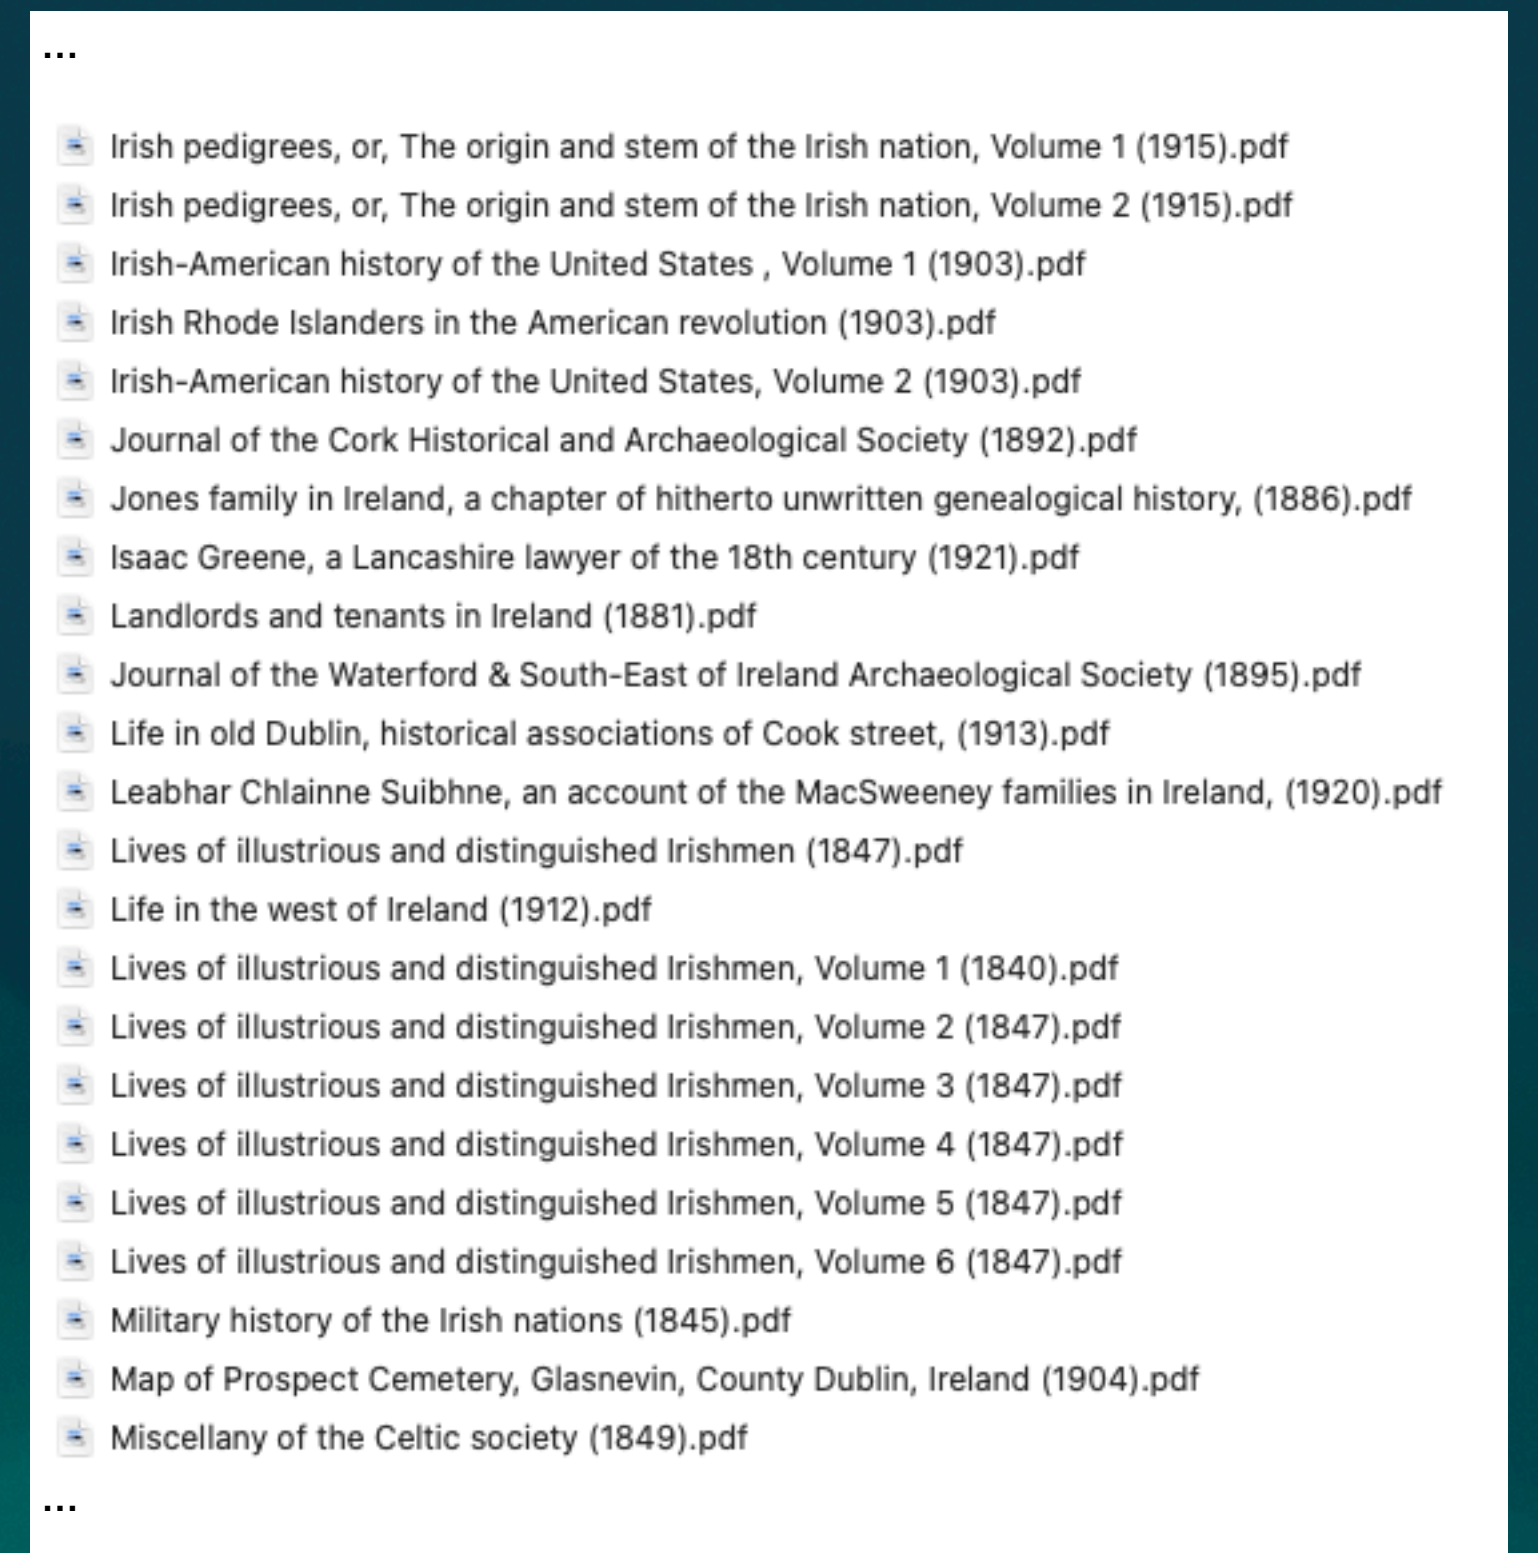 ...
Irish pedigrees, or, The origin and stem of the Irish nation, Volume 1 (1915).pdf
Irish pedigrees, or, The origin and stem of the Irish nation, Volume 2 (1915).pdf
Irish-American history of the United States , Volume 1 (1903).pdf
Irish Rhode Islanders in the American revolution (1903).pdf
Irish-American history of the United States, Volume 2 (1903).pdf
Journal of the Cork Historical and Archaeological Society (1892).pdf
Jones family in Ireland, a chapter of hitherto unwritten genealogical history, (1886).pdf
Isaac Greene, a Lancashire lawyer of the 18th century (1921).pdf
Landlords and tenants in Ireland (1881).pdf
Journal of the Waterford & South-East of Ireland Archaeological Society (1895).pdf
Life in old Dublin, historical associations of Cook street, (1913).pdf
Leabhar Chlainne Suibhne, an account of the MacSweeney families in Ireland, (1920).pdf
Lives of illustrious and distinguished Irishmen (1847).pdf
Life in the west of Ireland (1912).pdf
Lives of illustrious and distinguished Irishmen, Volume 1 (1840).pdf
Lives of illustrious and distinguished Irishmen, Volume 2 (1847).pdf
Lives of illustrious and distinguished Irishmen, Volume 3 (1847).pdf
Lives of illustrious and distinguished Irishmen, Volume 4 (1847).pdf
Lives of illustrious and distinguished Irishmen, Volume 5 (1847).pdf
Lives of illustrious and distinguished Irishmen, Volume 6 (1847).pdf
Military history of the Irish nations (1845).pdf
Map of Prospect Cemetery, Glasnevin, County Dublin, Ireland (1904).pdf
Miscellany of the Celtic society (1849).pdf
...